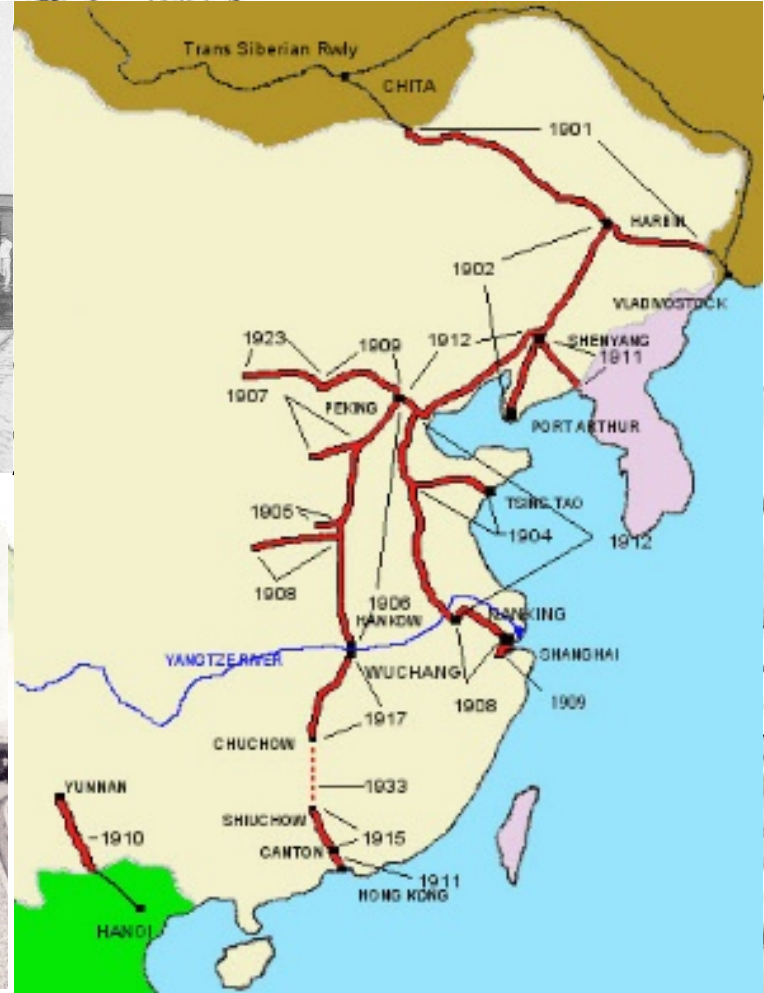 Trans Siberian Rwly
CHITA
1901
HARBIN
1902
VLADIVOSTOCK
1923
1909
1912
SHENYANG
1911
1907
PEKING
PORT ARTHUR
TSING TAO
1905
1904
1912
1908
1906
HANKOW
NANKING
YANGTZE RIVER
WUCHANG
SHANGHAI
1908
1909
1917
CHUCHOW
1933
YUNNAN
SHIUCHOW
1915
1910
CANTON
1911
HONG KONG
HANOI